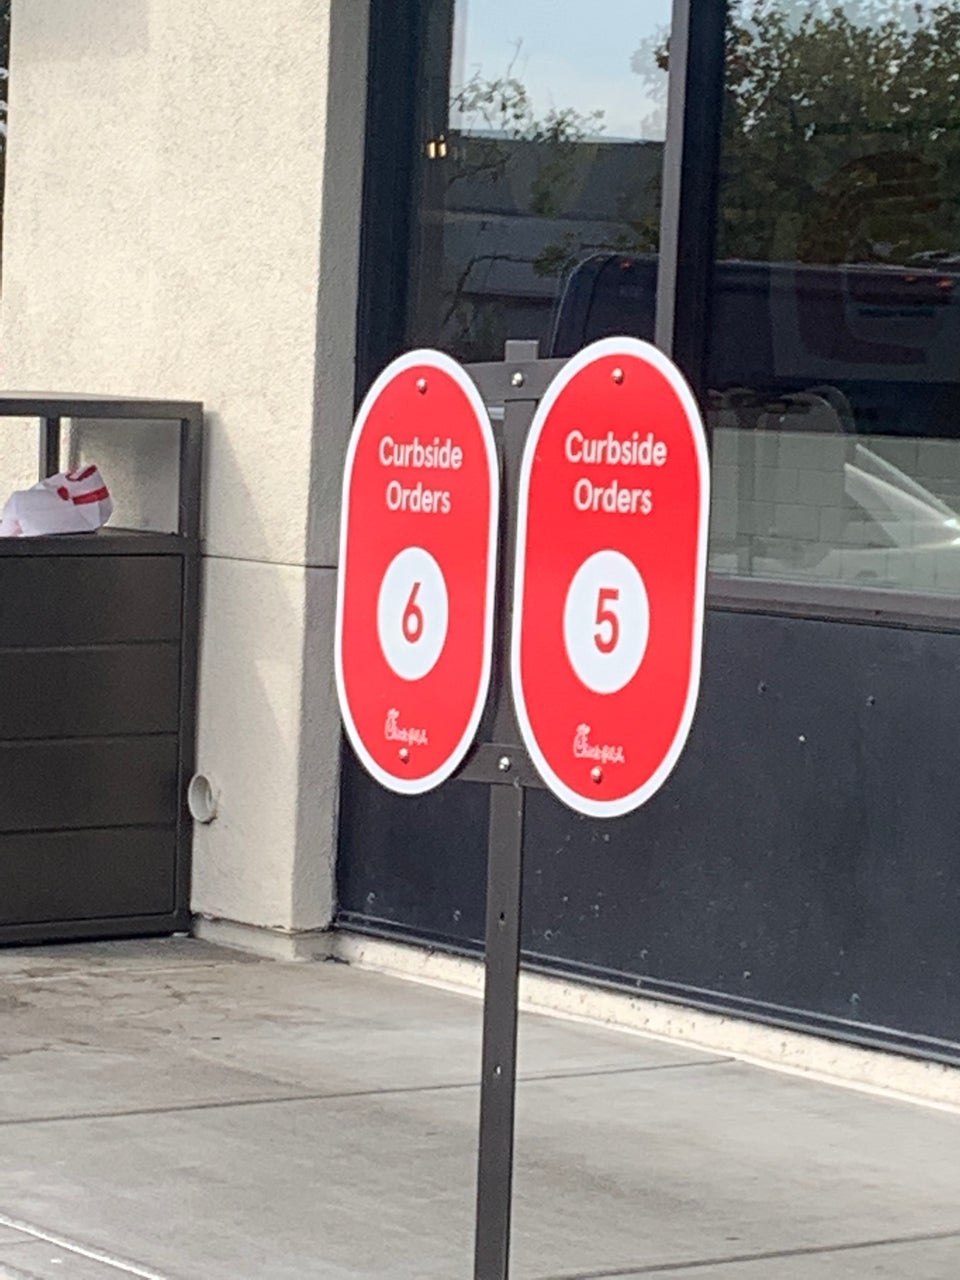 Curbside
Orders
6
Chick-fil-A
Curbside
Orders
5
Chick-fil-A